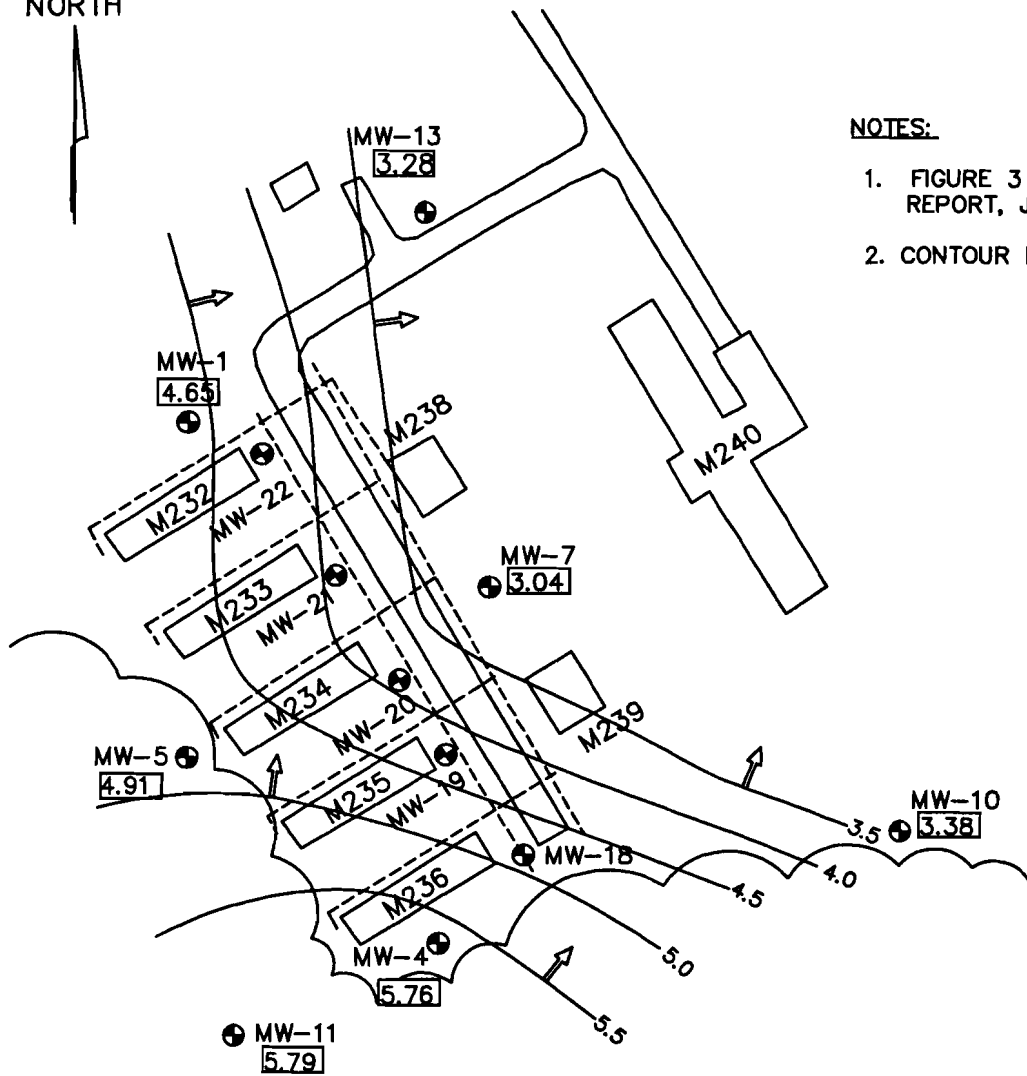 NORTH
MW-13
3.28
NOTES:
1. FIGURE 3
REPORT, J
2. CONTOUR
MW-1
4.65
M238
M240
M232
MW-22
MW-7
3.04
M233
MW-21
M234
MW-20
M239
MW-5
4.91
M235
MW-19
MW-10
3.38
3.5
MW-18
4.0
M236
4.5
MW-4
5.76
5.0
5.5
MW-11
5.79